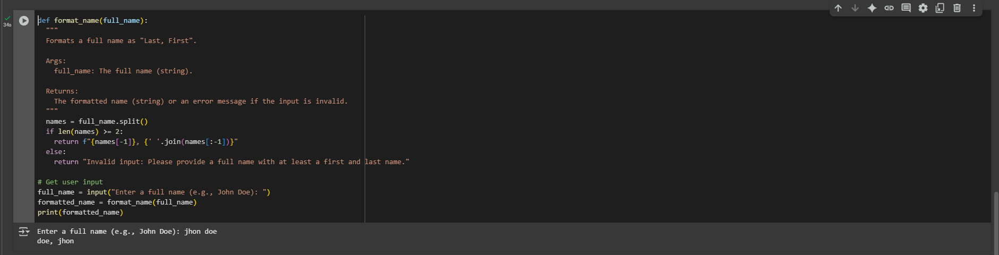 def format_name(full_name):
  """
  Formats a full name as "Last, First".

  Args:
    full_name: The full name (string).

  Returns:
    The formatted name (string) or an error message if the input is invalid.
  """
  names = full_name.split()
  if len(names) >= 2:
    return f"{names[-1]}, {' '.join(names[:-1])}"
  else:
    return "Invalid input: Please provide a full name with at least a first and last name."

# Get user input
full_name = input("Enter a full name (e.g., John Doe): ")
formatted_name = format_name(full_name)
print(formatted_name)
34s
Enter a full name (e.g., John Doe): jhon doe
doe, jhon